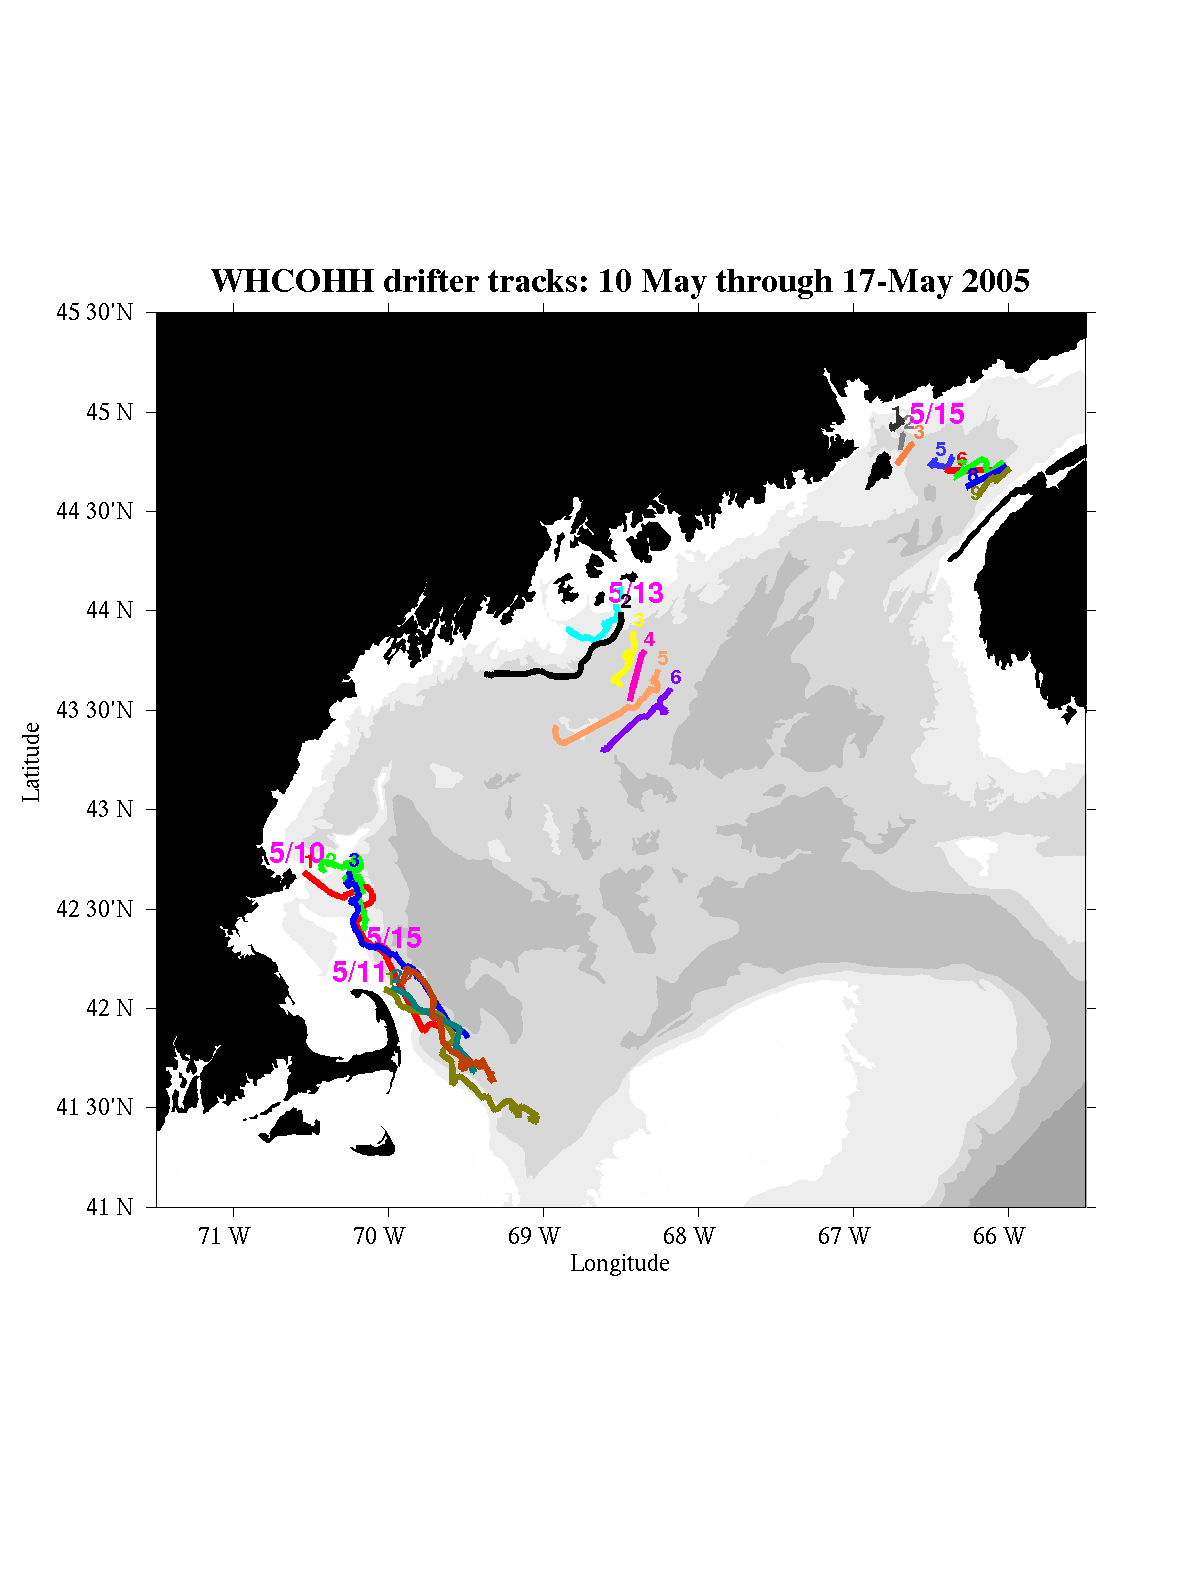 WHCOHH drifter tracks: 10 May through 17-May 2005
45 30'N
45 N
44 30'N
44 N
43 30'N
43 N
42 30'N
42 N
41 30'N
41 N
Latitude
1
5/15
2
3
5
6
8
9
5/13
2
3
4
5
6
5/10
1
2
3
5/15
5/11
2
71 W
70 W
69 W
68 W
67 W
66 W
Longitude